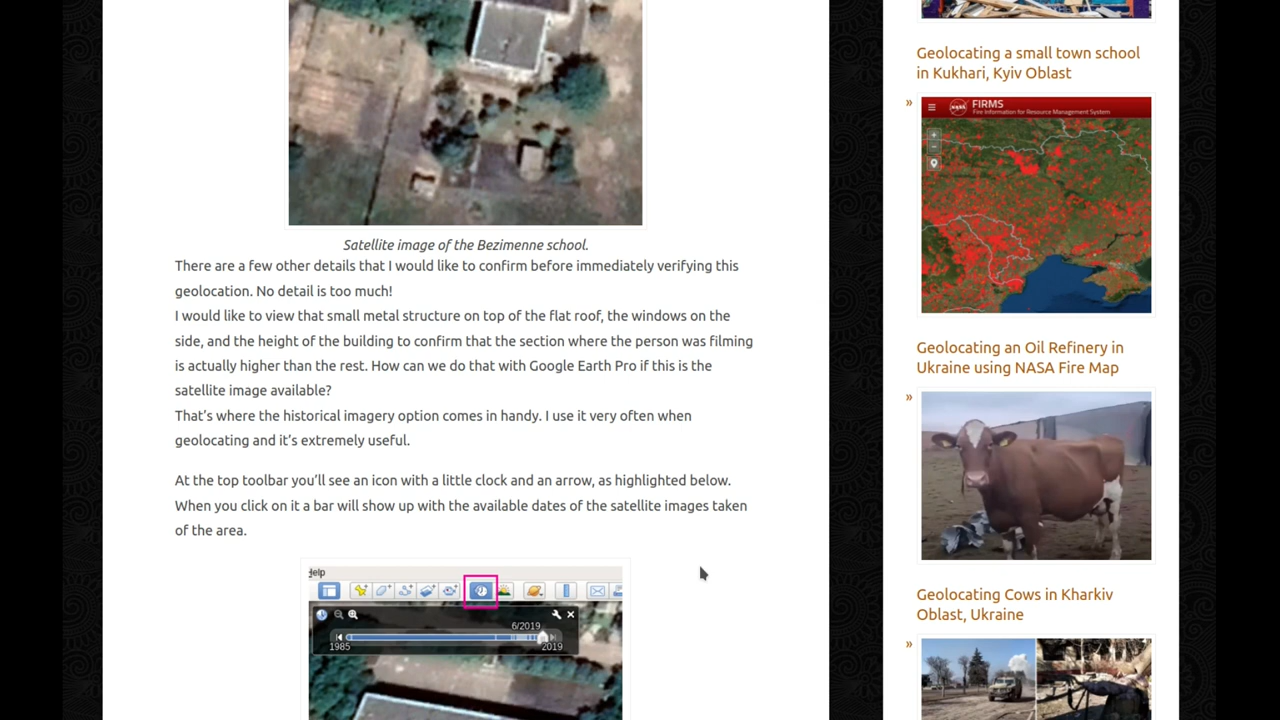 Satellite image of the Bezimenne school.
There are a few other details that I would like to confirm before immediately verifying this
geolocation. No detail is too much!
I would like to view that small metal structure on top of the flat roof, the windows on the
side, and the height of the building to confirm that the section where the person was filming
is actually higher than the rest. How can we do that with Google Earth Pro if this is the
satellite image available?
That’s where the historical imagery option comes in handy. I use it very often when
geolocating and it’s extremely useful.
At the top toolbar you’ll see an icon with a little clock and an arrow, as highlighted below.
When you click on it a bar will show up with the available dates of the satellite images taken
of the area.
Help
6/2019
1985
2019
Geolocating a small town school
in Kukhari, Kyiv Oblast
»
NASA
FIRMS
Fire Information for Resource Management System
Geolocating an Oil Refinery in
Ukraine using NASA Fire Map
»
Geolocating Cows in Kharkiv
Oblast, Ukraine
»